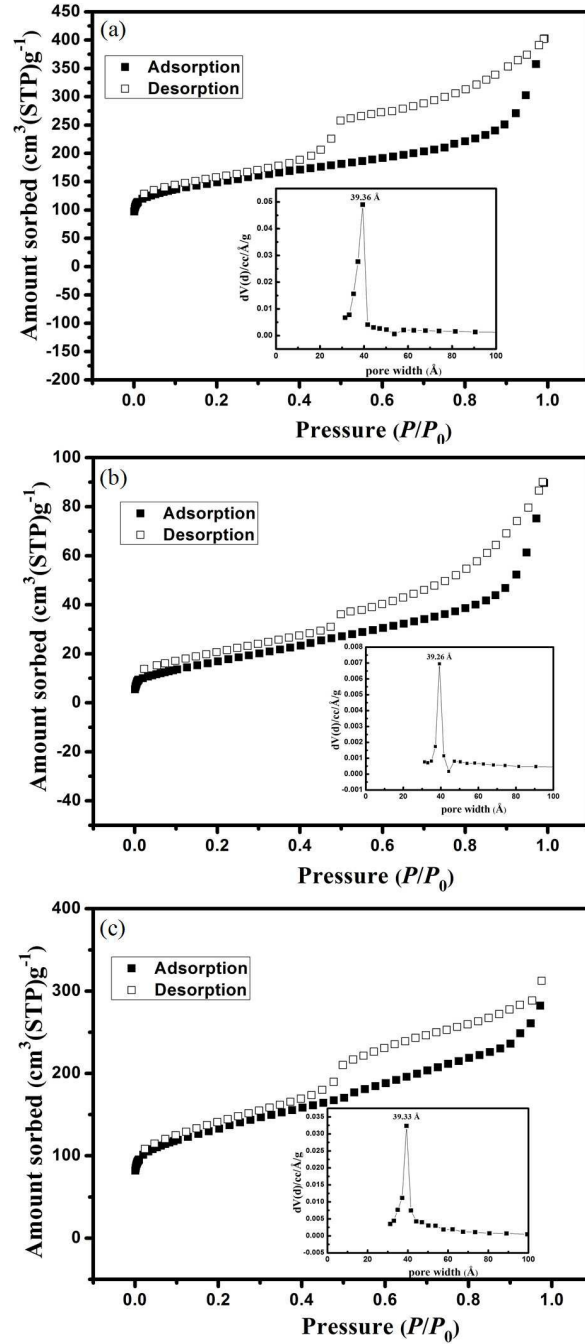 (a)
Adsorption
Desorption
Amount sorbed (cm³(STP)g⁻¹)
450
400
350
300
250
200
150
100
50
0
-50
-100
-150
-200
39.36 Å
dV(d)/cc/Å/g
0.05
0.04
0.03
0.02
0.01
0.00
0 20 40 60 80 100
pore width (Å)
0.0 0.2 0.4 0.6 0.8 1.0
Pressure (P/P₀)
(b)
Adsorption
Desorption
Amount sorbed (cm³(STP)g⁻¹)
100
80
60
40
20
0
-20
-40
39.26 Å
dV(d)/cc/Å/g
0.008
0.007
0.006
0.005
0.004
0.003
0.002
0.001
0.000
-0.001
0 20 40 60 80 100
pore width (Å)
0.0 0.2 0.4 0.6 0.8 1.0
Pressure (P/P₀)
(c)
Adsorption
Desorption
Amount sorbed (cm³(STP)g⁻¹)
400
300
200
100
0
39.33 Å
dV(d)/cc/Å/g
0.035
0.030
0.025
0.020
0.015
0.010
0.005
0.000
-0.005
0 20 40 60 80 100
pore width (Å)
0.0 0.2 0.4 0.6 0.8 1.0
Pressure (P/P₀)